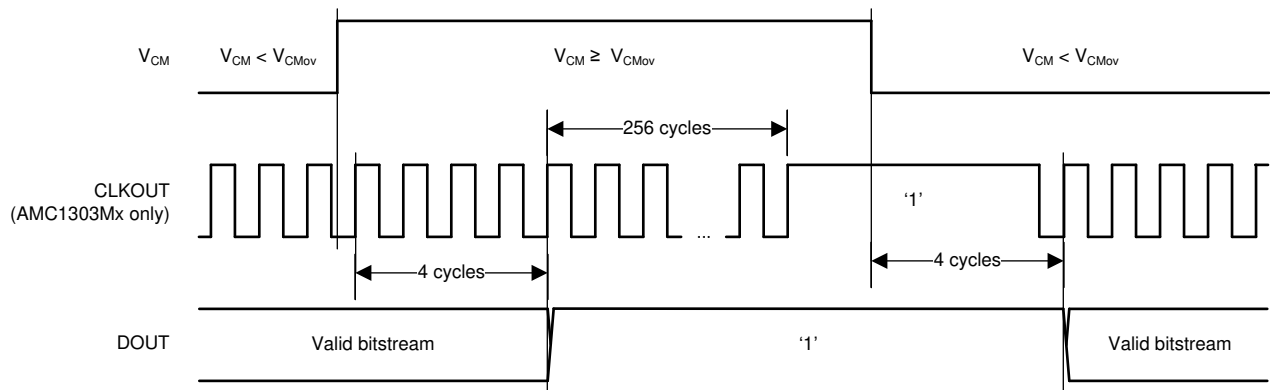 V_CM
V_CM < V_CMov
V_CM ≥ V_CMov
V_CM < V_CMov
256 cycles
CLKOUT
(AMC1303Mx only)
...
‘1’
4 cycles
4 cycles
DOUT
Valid bitstream
‘1’
Valid bitstream